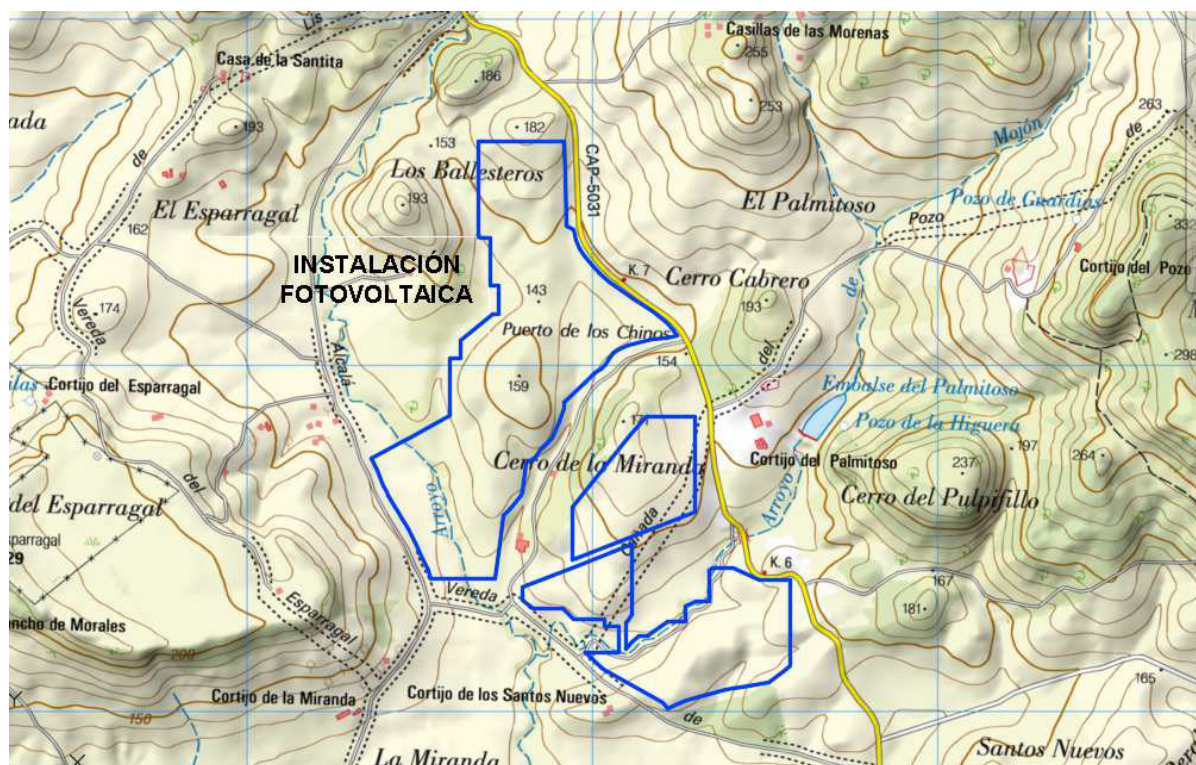 Lis
Casillas de las Morenas
255
Casa de la Santita
186
253
263
de
193
182
Mojón
ada
153
de
CAP-5031
Los Ballesteros
193
El Palmitoso
Pozo de Guardias
Pozo
El Esparragal
162
332
INSTALACIÓN
FOTOVOLTAICA
K. 7
Cerro Cabrero
Cortijo del Pozo
de
143
193
Vereda
174
Puerto de los Chinos
Alcalá
154
del
298
159
Embalse del Palmitoso
Cortijo del Esparragal
171
Pozo de la Higuera
197
Cerro de la Miranda
Cortijo del Palmitoso
237
264
del
Arroyo
Arroyo
Cerro del Pulpifillo
del Esparragal
Cañada
29
K. 6
Vereda
167
Esparragal
181
ncho de Morales
200
Cortijo de la Miranda
Cortijo de los Santos Nuevos
165
150
de
La Miranda
Santos Nuevos